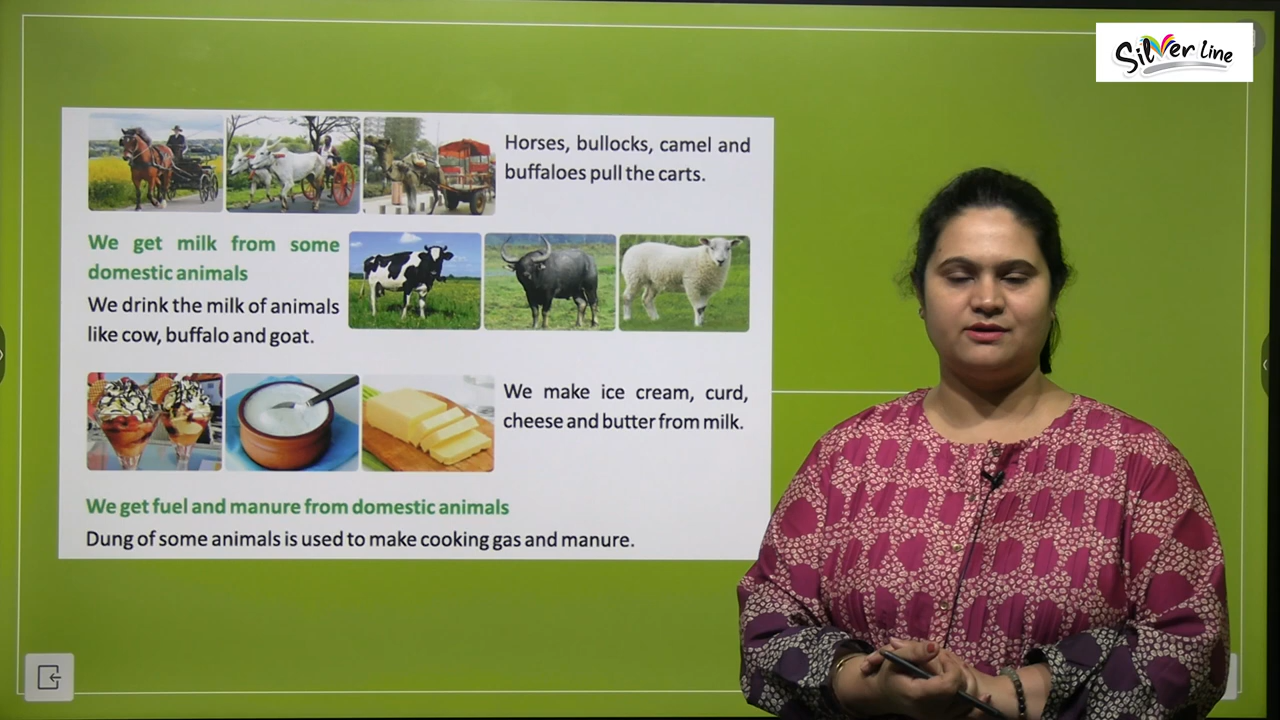 Silver Line
Horses, bullocks, camel and
buffaloes pull the carts.
We get milk from some
domestic animals
We drink the milk of animals
like cow, buffalo and goat.
We make ice cream, curd,
cheese and butter from milk.
We get fuel and manure from domestic animals
Dung of some animals is used to make cooking gas and manure.